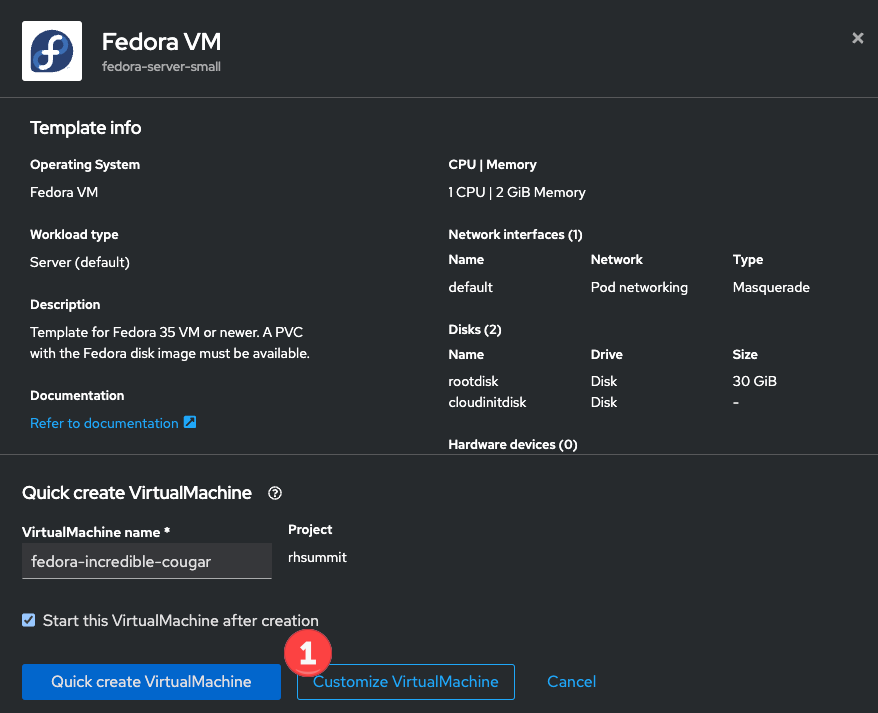 Fedora VM
fedora-server-small
Template info
Operating System
Fedora VM
Workload type
Server (default)
Description
Template for Fedora 35 VM or newer. A PVC
with the Fedora disk image must be available.
Documentation
Refer to documentation
CPU | Memory
1 CPU | 2 GiB Memory
Network interfaces (1)
Name Network Type
default Pod networking Masquerade
Disks (2)
Name Drive Size
rootdisk Disk 30 GiB
cloudinitdisk Disk -
Hardware devices (0)
Quick create VirtualMachine
VirtualMachine name *
fedora-incredible-cougar
Project
rhsummit
Start this VirtualMachine after creation
1
Quick create VirtualMachine Customize VirtualMachine Cancel